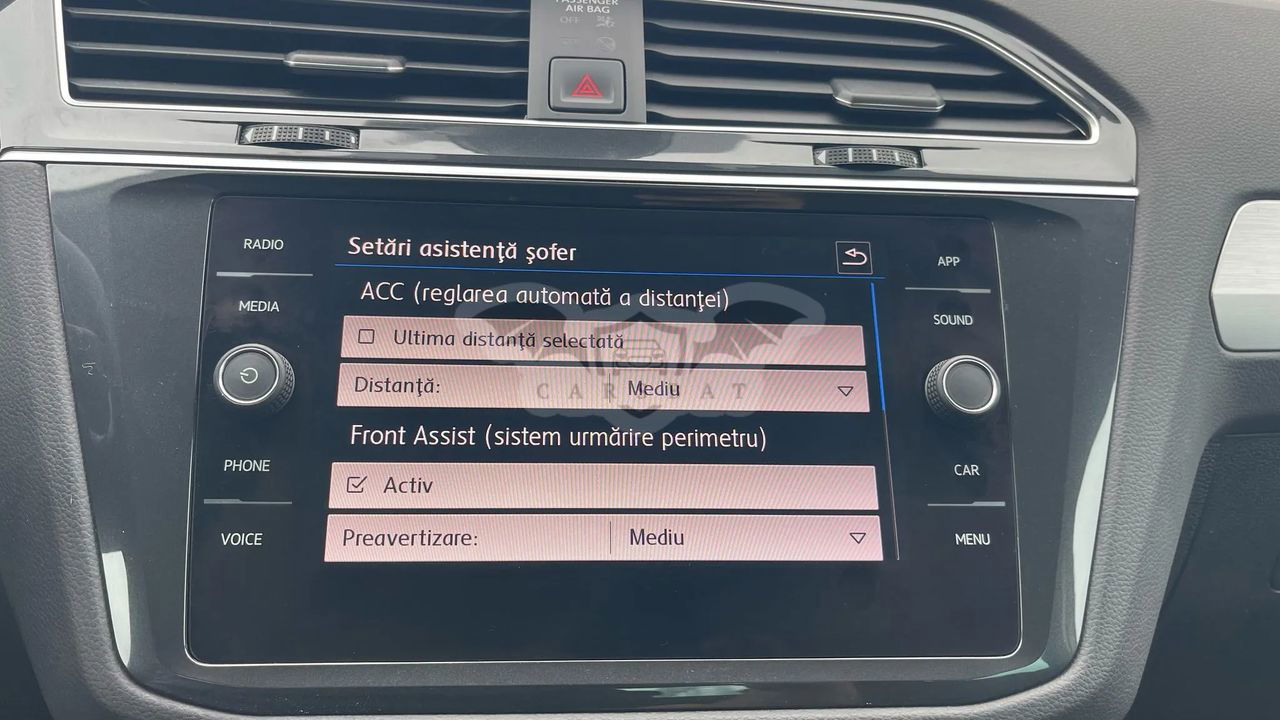 PASSENGER
AIR BAG
OFF
RADIO
MEDIA
PHONE
VOICE
Setări asistenţă şofer
ACC (reglarea automată a distanţei)
Ultima distanţă selectată
Distanţă: Mediu
Front Assist (sistem urmărire perimetru)
Activ
Preavertizare: Mediu
APP
SOUND
CAR
MENU